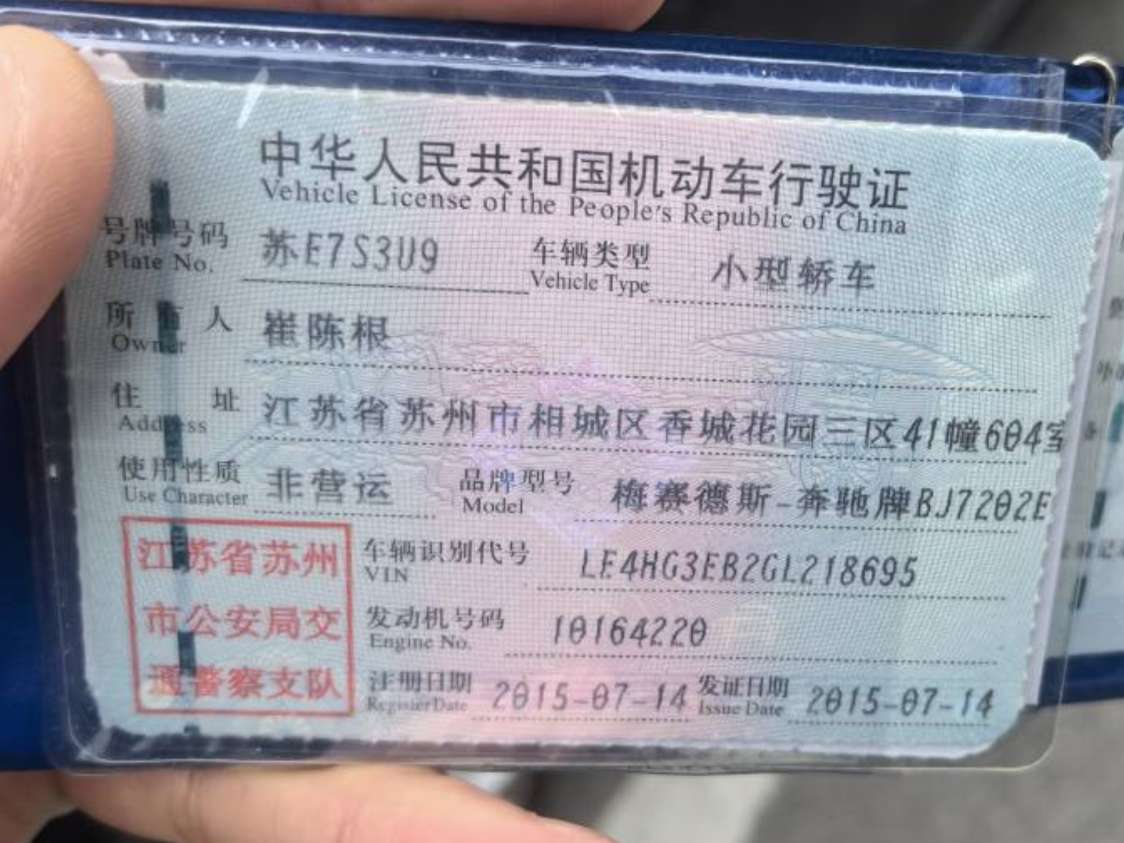 中华人民共和国机动车行驶证
Vehicle License of the People's Republic of China
号牌号码 苏E7S3U9 车辆类型 小型轿车
Plate No. Vehicle Type
所有人 崔陈根
Owner
住址 江苏省苏州市相城区香城花园三区41幢604室
Address
使用性质 非营运 品牌型号 梅赛德斯-奔驰牌BJ7202E
Use Character Model
江苏省苏州
市公安局交
通警察支队
车辆识别代号 LE4HG3EB2GL218695
VIN
发动机号码 10164220
Engine No.
注册日期 2015-07-14 发证日期 2015-07-14
Register Date Issue Date